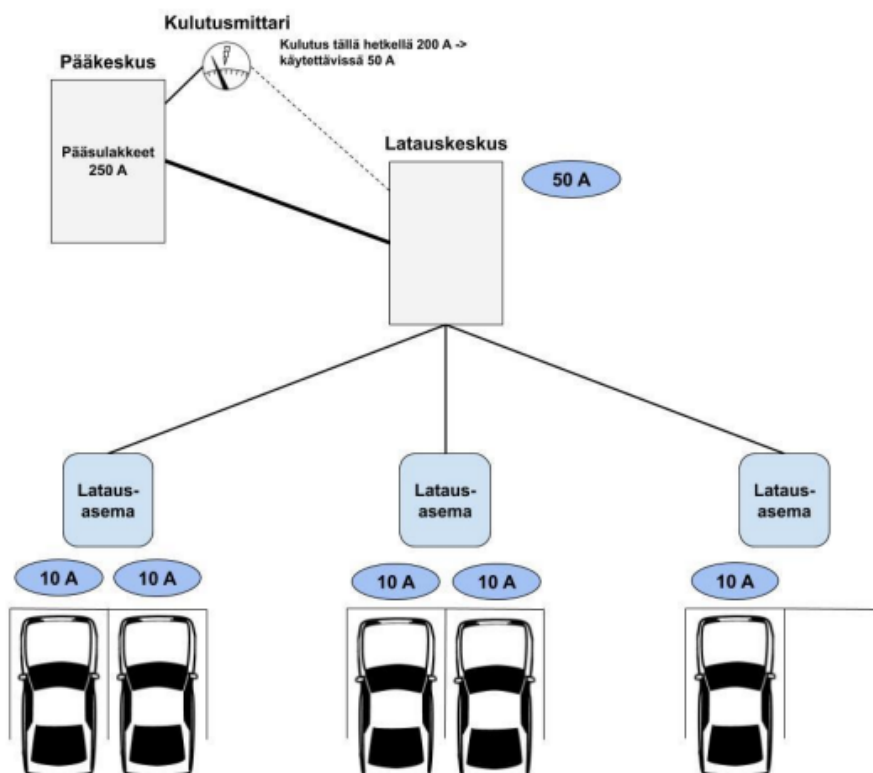 Kulutusmittari
Kulutus tällä hetkellä 200 A ->
käytettävissä 50 A
Pääkeskus
Pääsulakkeet
250 A
Latauskeskus
50 A
Lataus-
asema
Lataus-
asema
Lataus-
asema
10 A
10 A
10 A
10 A
10 A